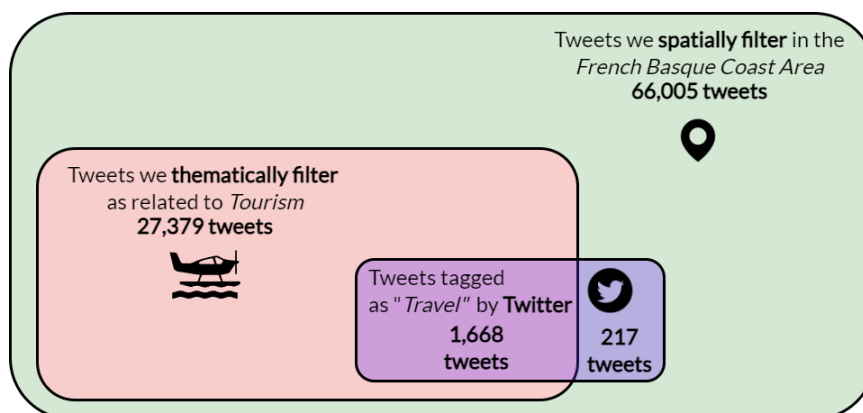 Tweets we spatially filter in the
French Basque Coast Area
66,005 tweets
Tweets we thematically filter
as related to Tourism
27,379 tweets
Tweets tagged
as "Travel" by Twitter
1,668
tweets
217
tweets